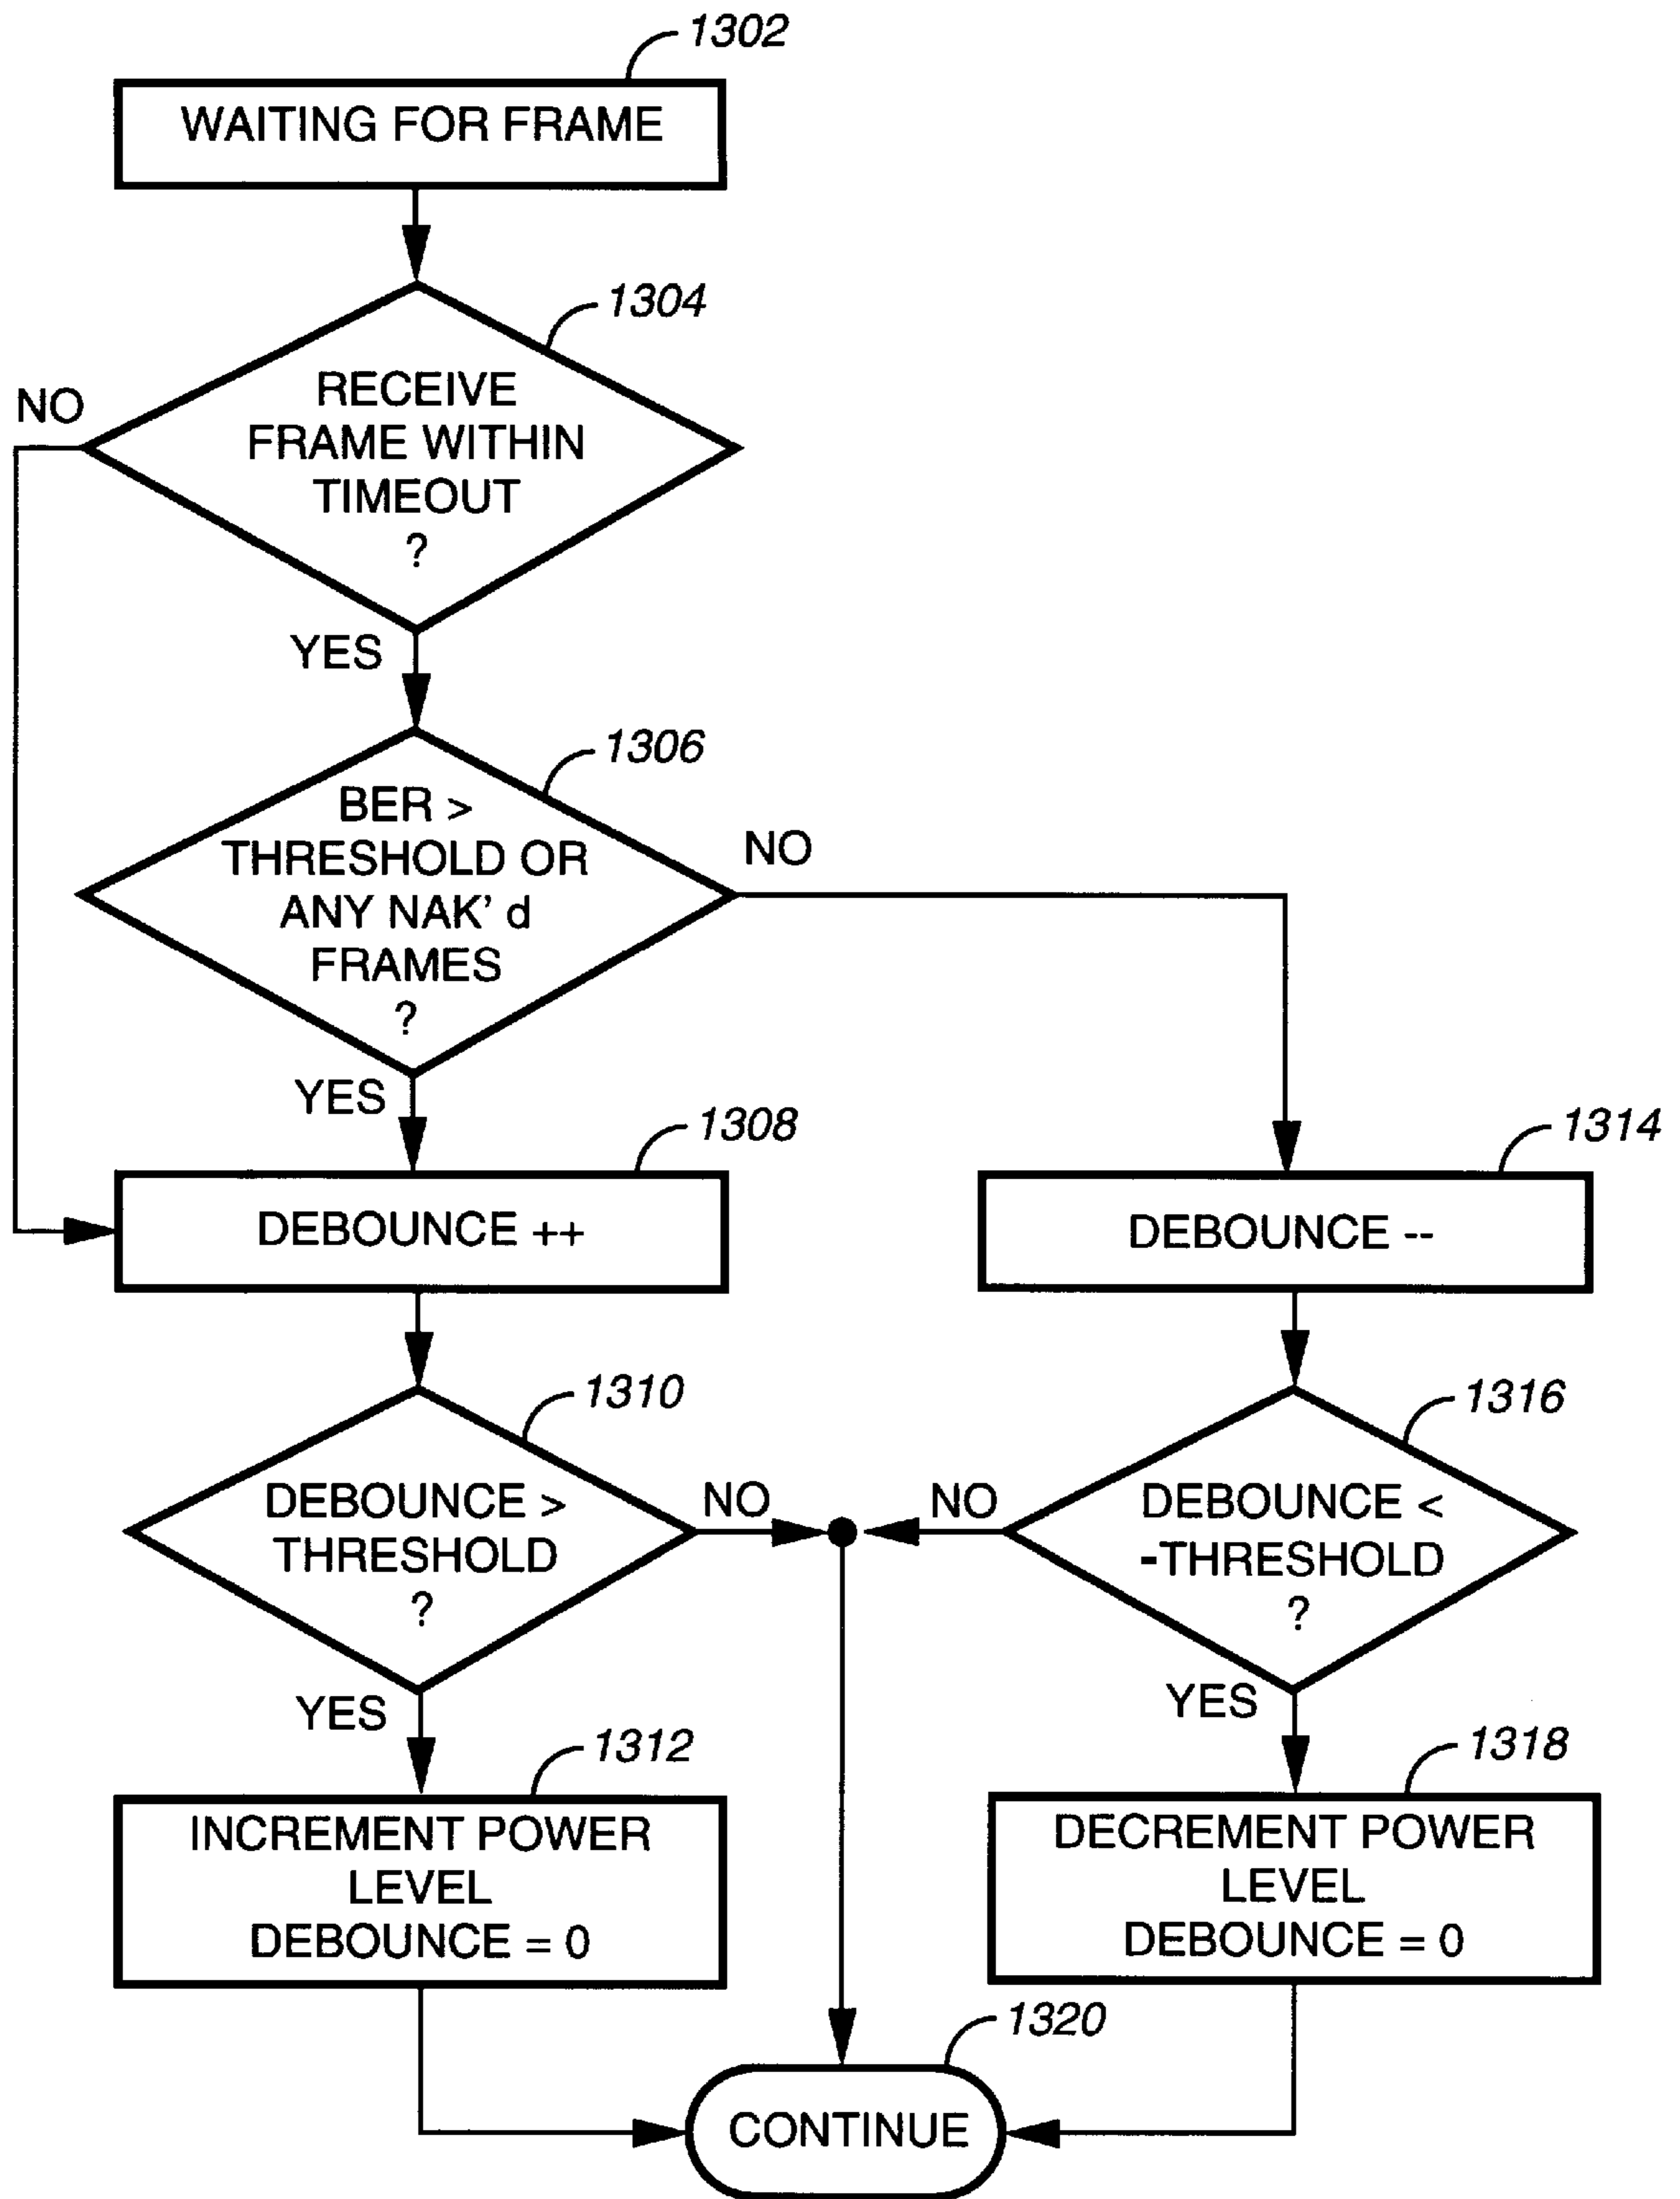 1302
WAITING FOR FRAME
1304
RECEIVE
FRAME WITHIN
TIMEOUT
?
NO
YES
1306
BER >
THRESHOLD OR
ANY NAK' d
FRAMES
?
NO
YES
1308
DEBOUNCE ++
1314
DEBOUNCE --
1310
DEBOUNCE >
THRESHOLD
?
NO
NO
1316
DEBOUNCE <
-THRESHOLD
?
YES
YES
1312
INCREMENT POWER
LEVEL
DEBOUNCE = 0
1318
DECREMENT POWER
LEVEL
DEBOUNCE = 0
1320
CONTINUE